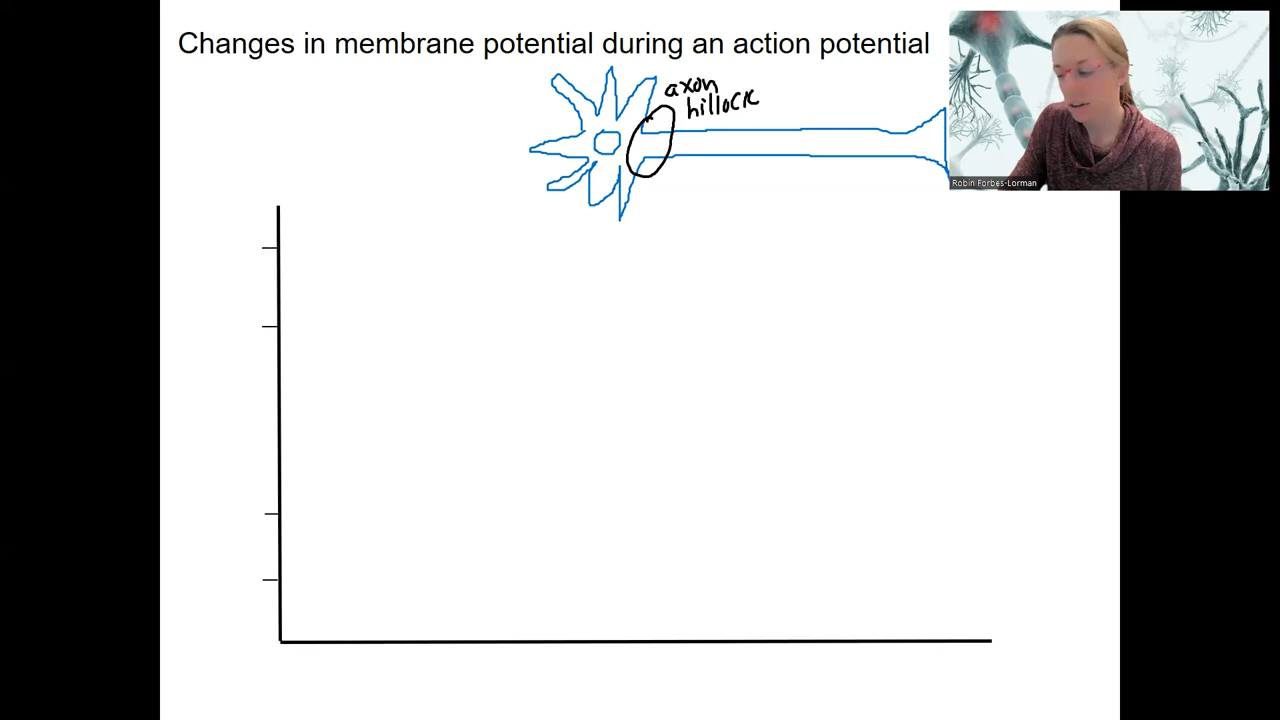 Changes in membrane potential during an action potential
axon
hillock
Robin Forbes-Lorman